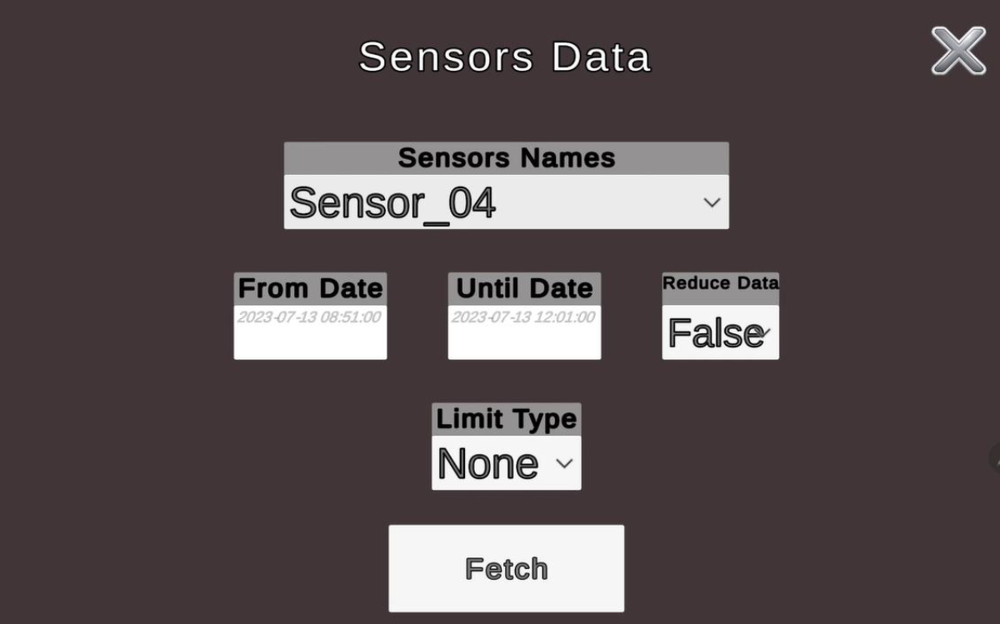 Sensors Data
Sensors Names
Sensor_04
From Date
Until Date
Reduce Data
2023-07-13 08:51:00
2023-07-13 12:01:00
False
Limit Type
None
Fetch